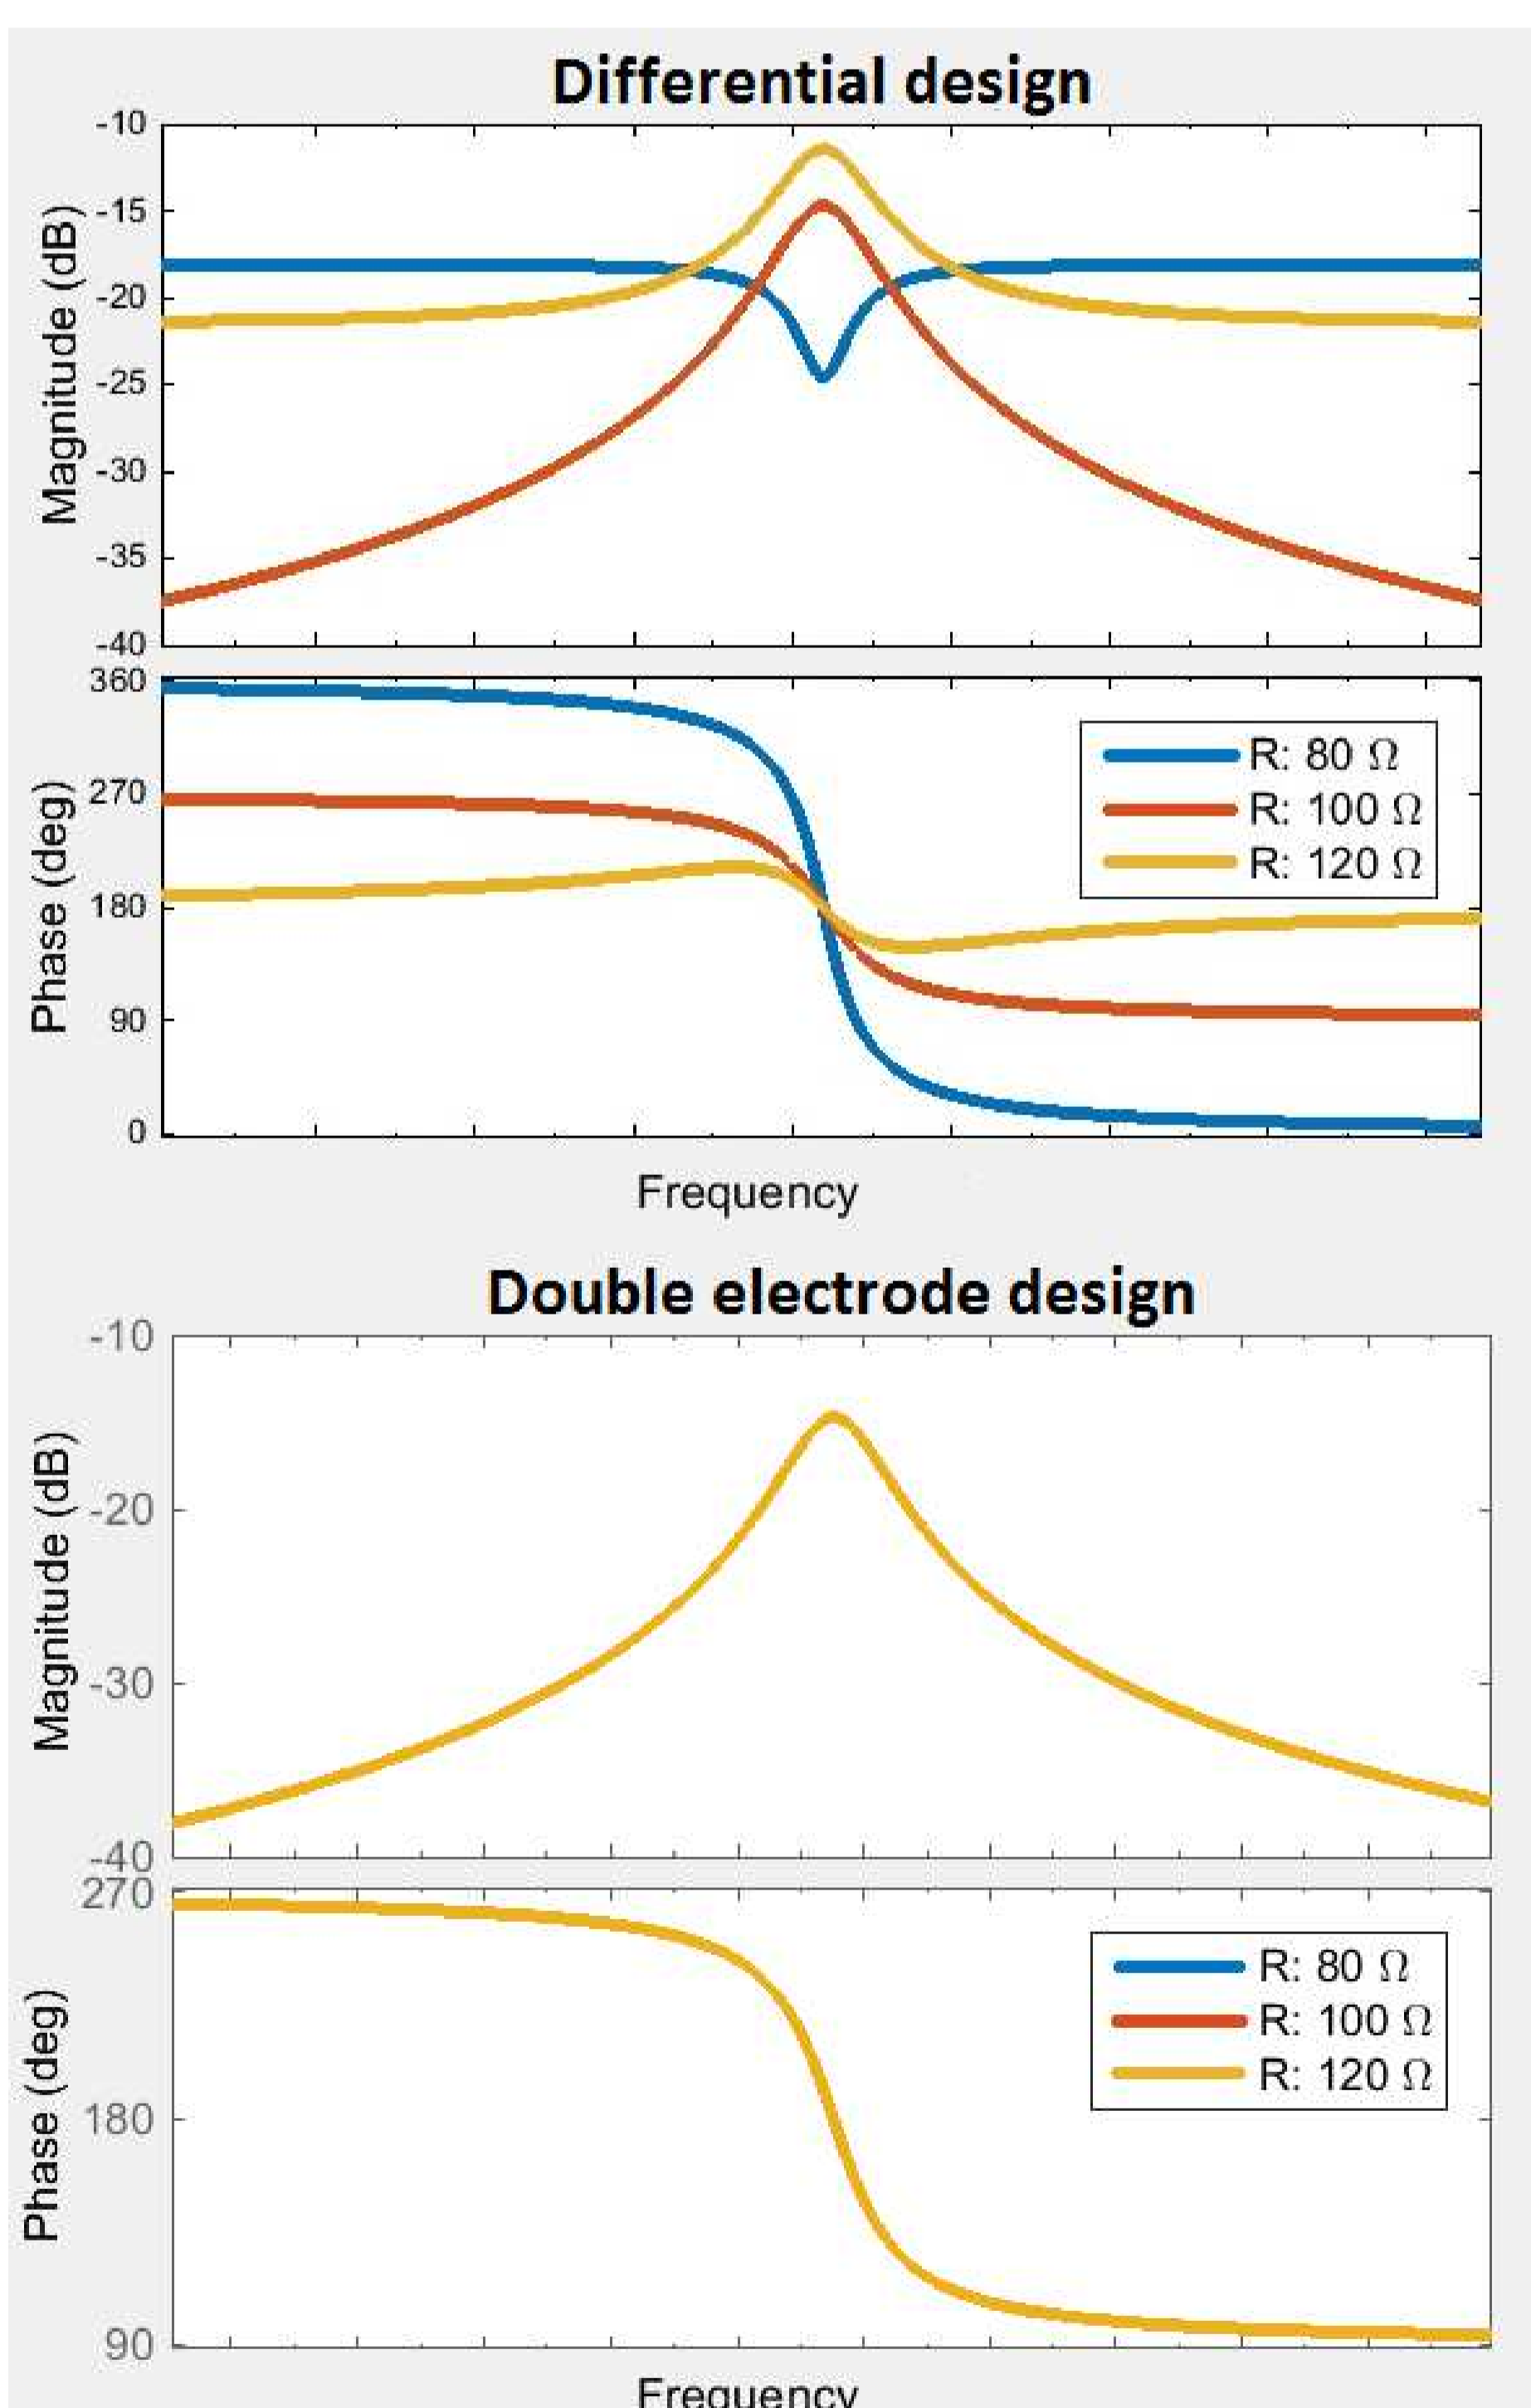 Differential design
-10
-15
-20
-25
-30
-35
-40
Magnitude (dB)
360
270
180
90
0
Phase (deg)
R: 80 Ω
R: 100 Ω
R: 120 Ω
Frequency
Double electrode design
-10
-20
-30
-40
Magnitude (dB)
270
180
90
Phase (deg)
R: 80 Ω
R: 100 Ω
R: 120 Ω
Frequency